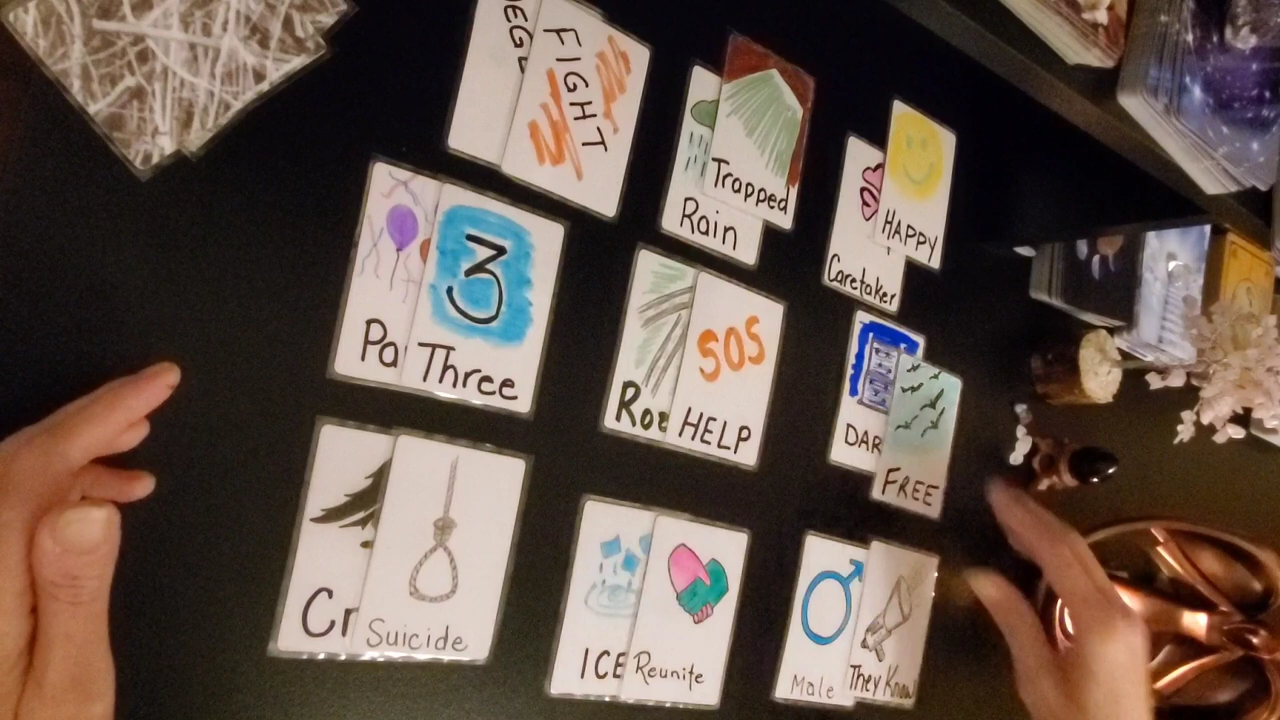 FIGHT
Trapped
Rain
HAPPY
Caretaker
3
Three
SOS
HELP
FREE
Suicide
ICE
Reunite
Male
They Know